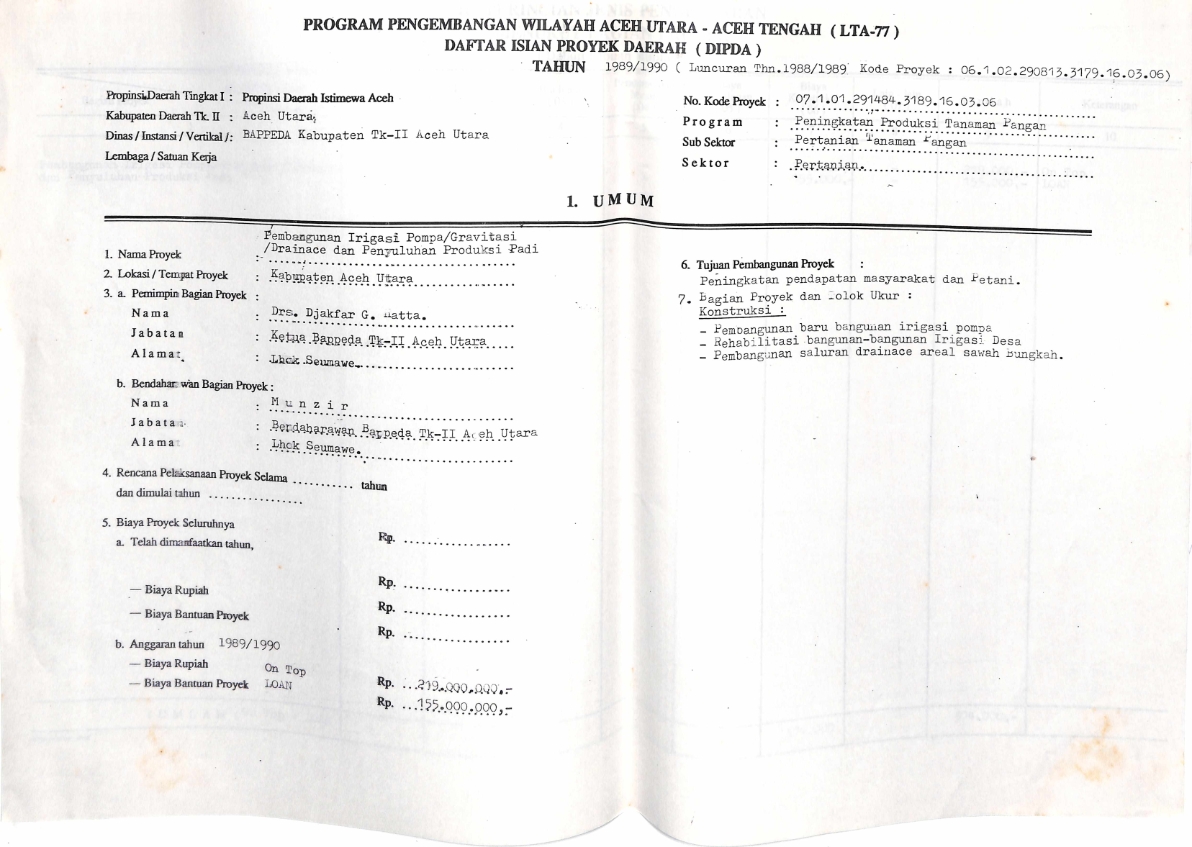 PROGRAM PENGEMBANGAN WILAYAH ACEH UTARA - ACEH TENGAH ( LTA-77 )
DAFTAR ISIAN PROYEK DAERAH ( DIPDA )
TAHUN 1989/1990 ( Luncuran Thn.1988/1989 Kode Proyek : 06.1.02.290813.3179.16.03.06)
Propinsi Daerah Tingkat I : Propinsi Daerah Istimewa Aceh
Kabupaten Daerah Tk. II : Aceh Utara,
Dinas / Instansi / Vertikal /: BAPPEDA Kabupaten Tk-II Aceh Utara
Lembaga / Satuan Kerja
No. Kode Proyek : 07.1.01.291484.3189.16.03.06
Program : Peningkatan Produksi Tanaman Pangan
Sub Sektor : Pertanian Tanaman Pangan
Sektor : Pertanian.
1. UMUM
1. Nama Proyek : Pembangunan Irigasi Pompa/Gravitasi
/Drainace dan Penyuluhan Produksi Padi
2. Lokasi / Tempat Proyek : Kabupaten Aceh Utara
3. a. Pemimpin Bagian Proyek :
Nama : Drs. Djakfar G. Hatta.
Jabatan : Ketua Bappeda Tk-II Aceh Utara
Alamat : Lhok Seumawe.
b. Bendaharawan Bagian Proyek :
Nama : Munzir
Jabatan : Bendaharawan Bappeda Tk-II Aceh Utara
Alamat : Lhok Seumawe.
4. Rencana Pelaksanaan Proyek Selama ........... tahun
dan dimulai tahun ................
5. Biaya Proyek Seluruhnya
a. Telah dimanfaatkan tahun, Rp. ..................
— Biaya Rupiah Rp. ..................
— Biaya Bantuan Proyek Rp. ..................
Rp. ..................
b. Anggaran tahun 1989/1990
— Biaya Rupiah On Top
— Biaya Bantuan Proyek LOAN Rp. ...219.000.000.-
Rp. ...155.000.000,-
6. Tujuan Pembangunan Proyek :
Peningkatan pendapatan masyarakat dan Petani.
7. Bagian Proyek dan Tolok Ukur :
Konstruksi :
- Pembangunan baru bangunan irigasi pompa
- Rehabilitasi bangunan-bangunan Irigasi Desa
- Pembangunan saluran drainace areal sawah Bungkah.